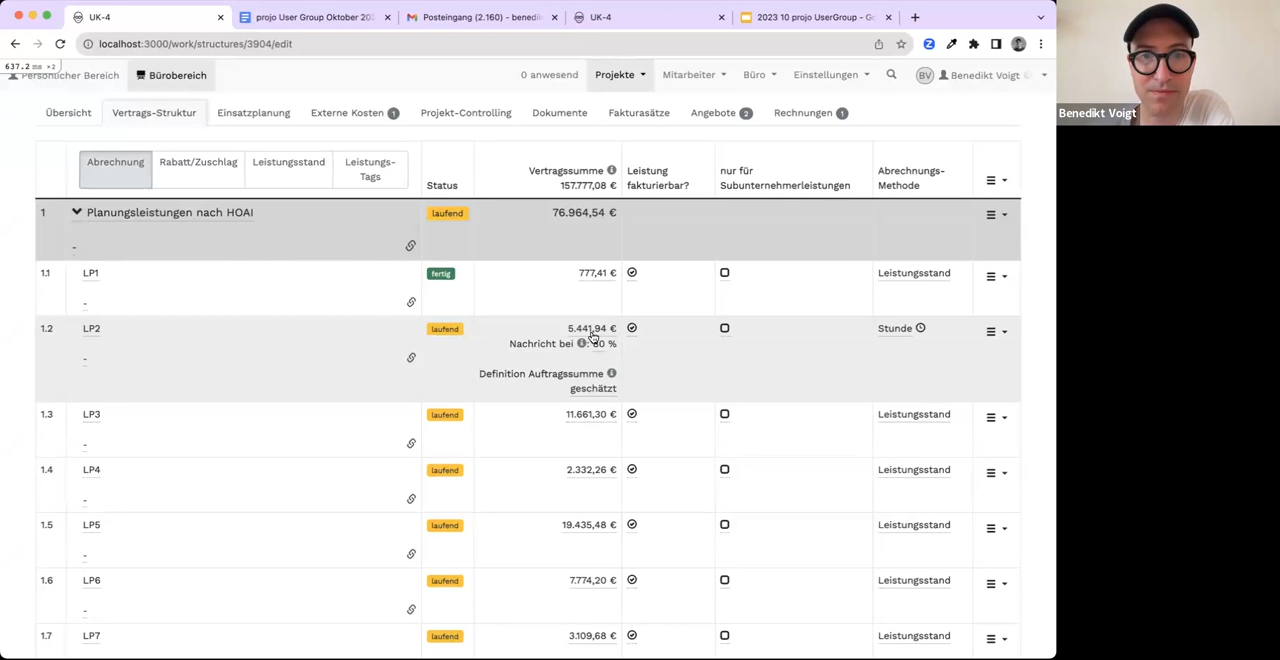 UK-4
projo User Group Oktober 202
Posteingang (2.160) – benedi
UK-4
2023 10 projo UserGroup - Go
localhost:3000/work/structures/3904/edit
637.2 ms ×2
Persönlicher Bereich
Bürobereich
0 anwesend
Projekte
Mitarbeiter
Büro
Einstellungen
BV
Benedikt Voigt
Übersicht
Vertrags-Struktur
Einsatzplanung
Externe Kosten 1
Projekt-Controlling
Dokumente
Fakturasätze
Angebote 2
Rechnungen 1
Abrechnung
Rabatt/Zuschlag
Leistungsstand
Leistungs-
Tags
Status
Vertragssumme
157.777,08 €
Leistung
fakturierbar?
nur für
Subunternehmerleistungen
Abrechnungs-
Methode
1 Planungsleistungen nach HOAI laufend 76.964,54 €
-
1.1 LP1 fertig 777,41 € Leistungsstand
-
1.2 LP2 laufend 5.441,94 € Stunde
Nachricht bei : %
-
Definition Auftragssumme
geschätzt
1.3 LP3 laufend 11.661,30 € Leistungsstand
-
1.4 LP4 laufend 2.332,26 € Leistungsstand
-
1.5 LP5 laufend 19.435,48 € Leistungsstand
-
1.6 LP6 laufend 7.774,20 € Leistungsstand
-
1.7 LP7 laufend 3.109,68 € Leistungsstand
Benedikt Voigt